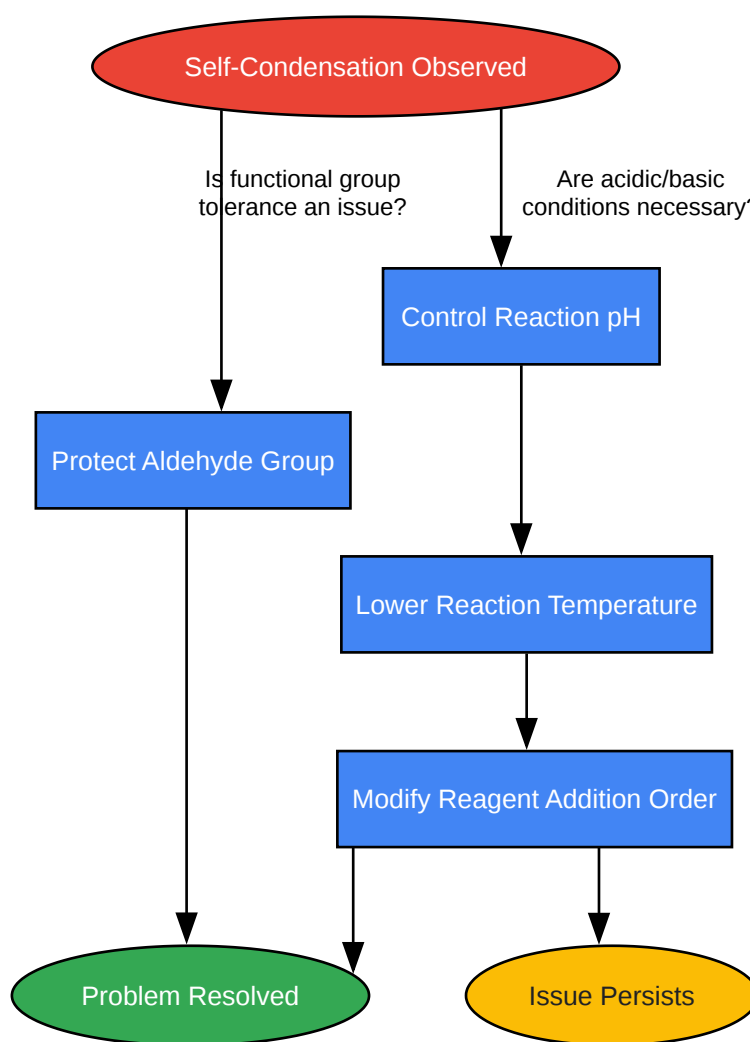 Self-Condensation Observed
Is functional group
tolerance an issue?
Are acidic/basic
conditions necessary?
Control Reaction pH
Protect Aldehyde Group
Lower Reaction Temperature
Modify Reagent Addition Order
Problem Resolved
Issue Persists